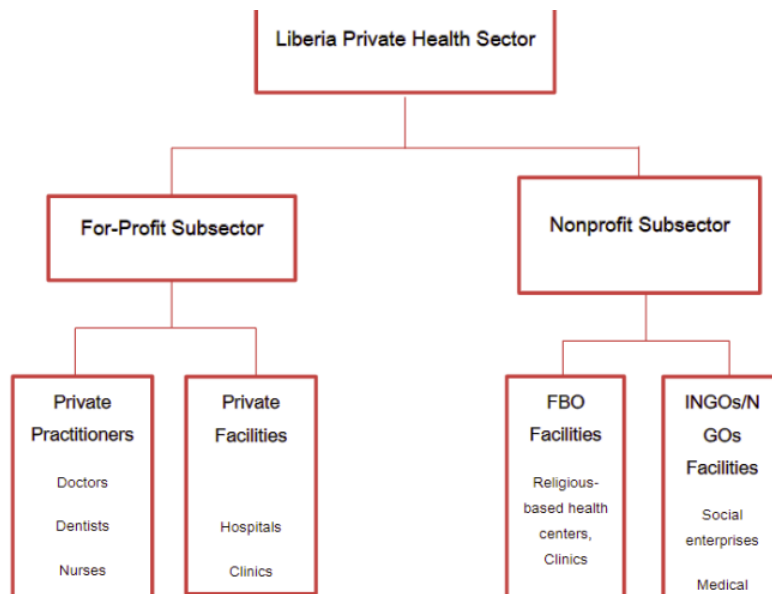 Liberia Private Health Sector
For-Profit Subsector
Nonprofit Subsector
Private
Practitioners
Doctors
Dentists
Nurses
Private
Facilities
Hospitals
Clinics
FBO
Facilities
Religious-
based health
centers,
Clinics
INGOs/N
GOs
Facilities
Social
enterprises
Medical